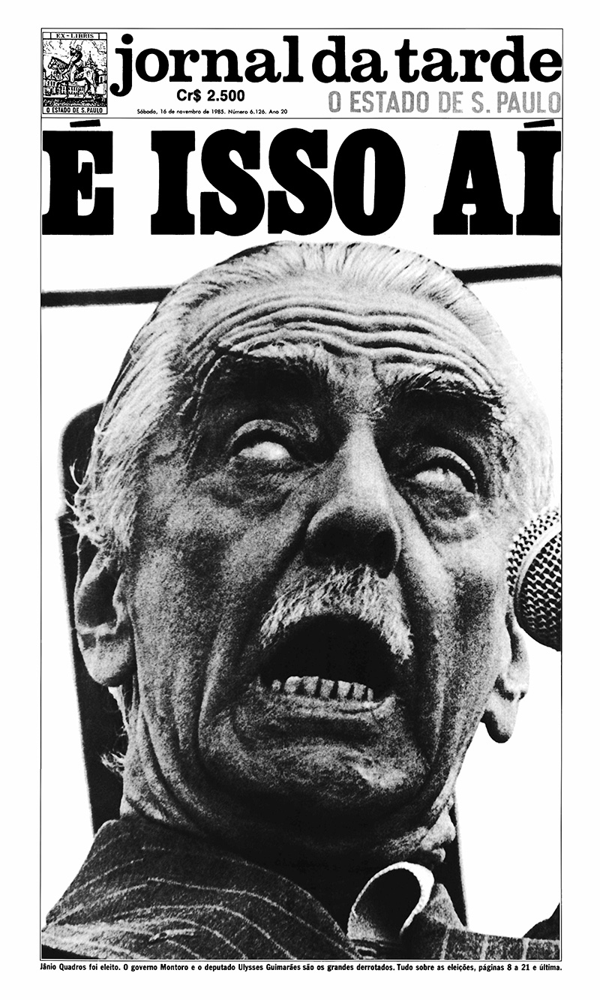 EX-LIBRIS
O ESTADO DE S. PAULO
jornal da tarde
Cr$ 2.500
Sábado, 16 de novembro de 1985. Número 6.126. Ano 20
O ESTADO DE S. PAULO
É ISSO AÍ
Jânio Quadros foi eleito. O governo Montoro e o deputado Ulysses Guimarães são os grandes derrotados. Tudo sobre as eleições, páginas 8 a 21 e última.